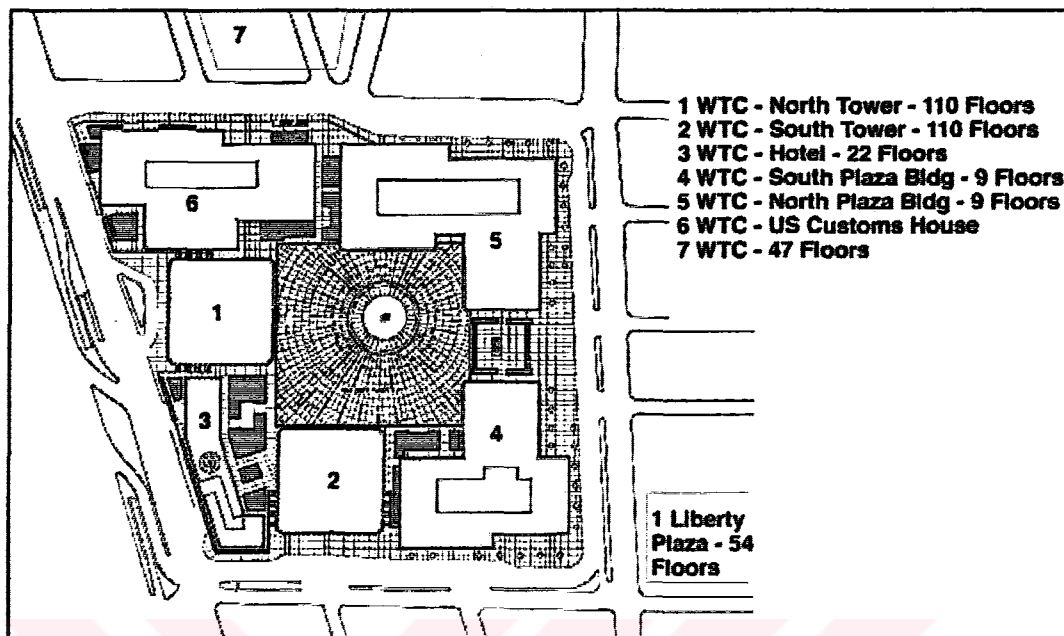 7
1 WTC - North Tower - 110 Floors
2 WTC - South Tower - 110 Floors
3 WTC - Hotel - 22 Floors
4 WTC - South Plaza Bldg - 9 Floors
5 WTC - North Plaza Bldg - 9 Floors
6 WTC - US Customs House
7 WTC - 47 Floors
6
5
1
3
4
2
1 Liberty
Plaza - 54
Floors